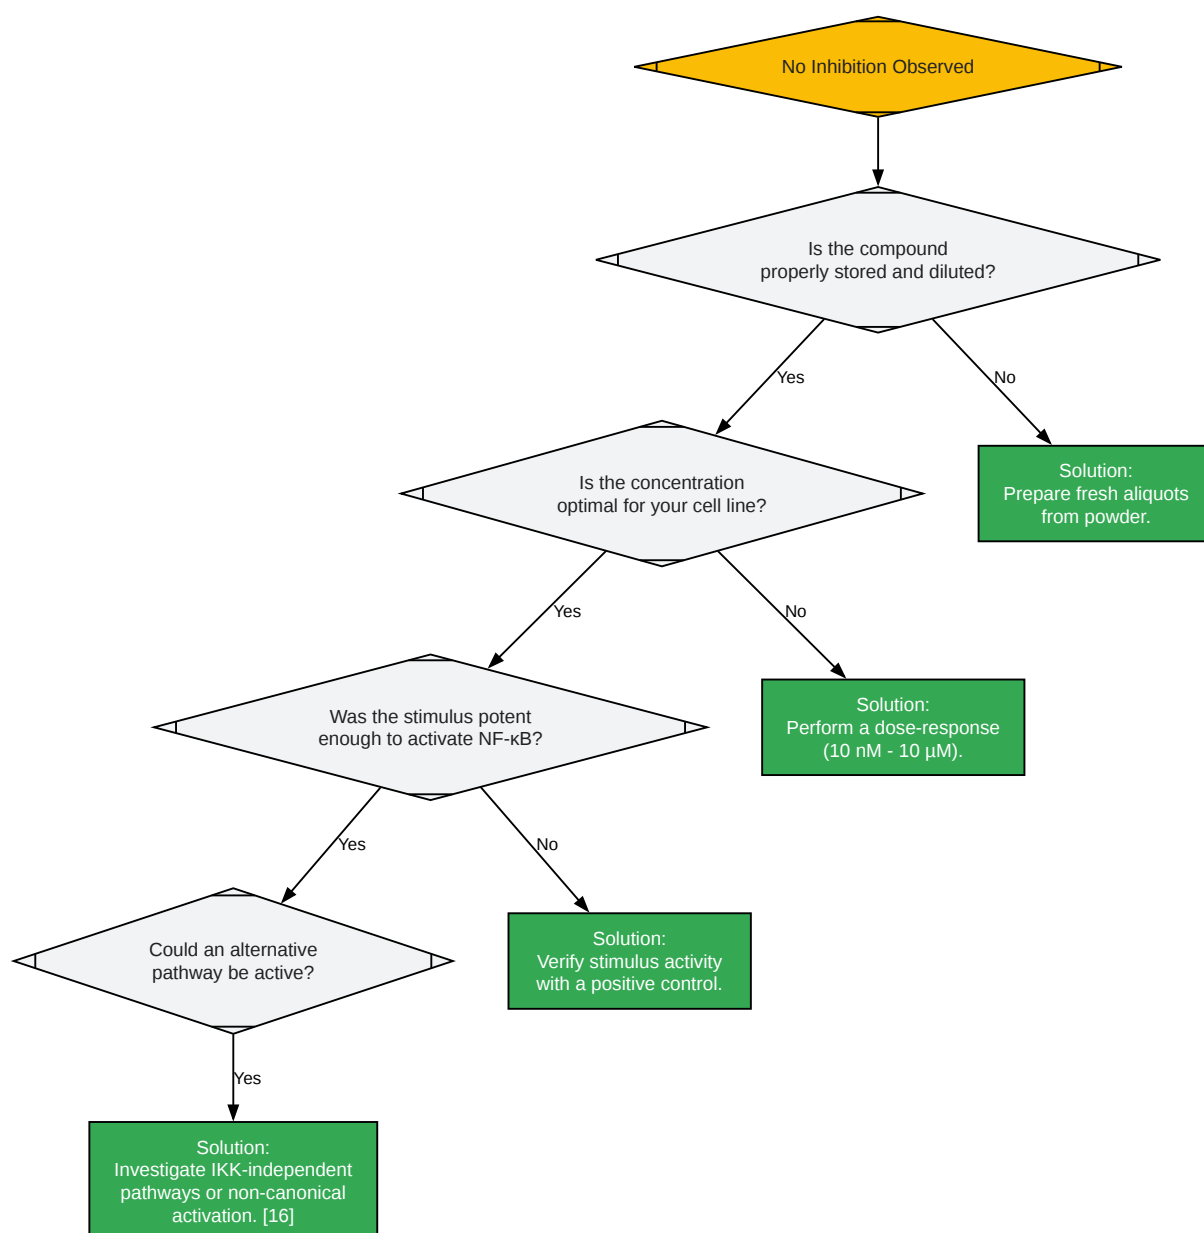 No Inhibition Observed
Is the compound
properly stored and diluted?
Yes
No
Is the concentration
optimal for your cell line?
Solution:
Prepare fresh aliquots
from powder.
Yes
No
Was the stimulus potent
enough to activate NF-κB?
Solution:
Perform a dose-response
(10 nM - 10 µM).
Yes
No
Could an alternative
pathway be active?
Solution:
Verify stimulus activity
with a positive control.
Yes
Solution:
Investigate IKK-independent
pathways or non-canonical
activation. [16]